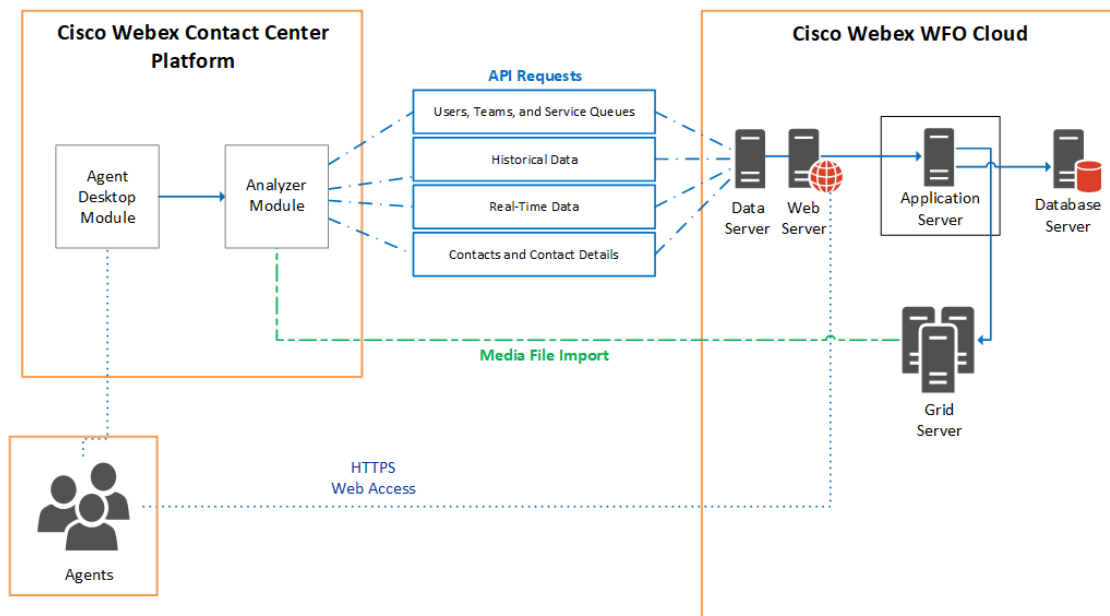 Cisco Webex Contact Center
Platform
Cisco Webex WFO Cloud
API Requests
Users, Teams, and Service Queues
Historical Data
Real-Time Data
Contacts and Contact Details
Agent
Desktop
Module
Analyzer
Module
Data
Server
Web
Server
Application
Server
Database
Server
Media File Import
Grid
Server
HTTPS
Web Access
Agents